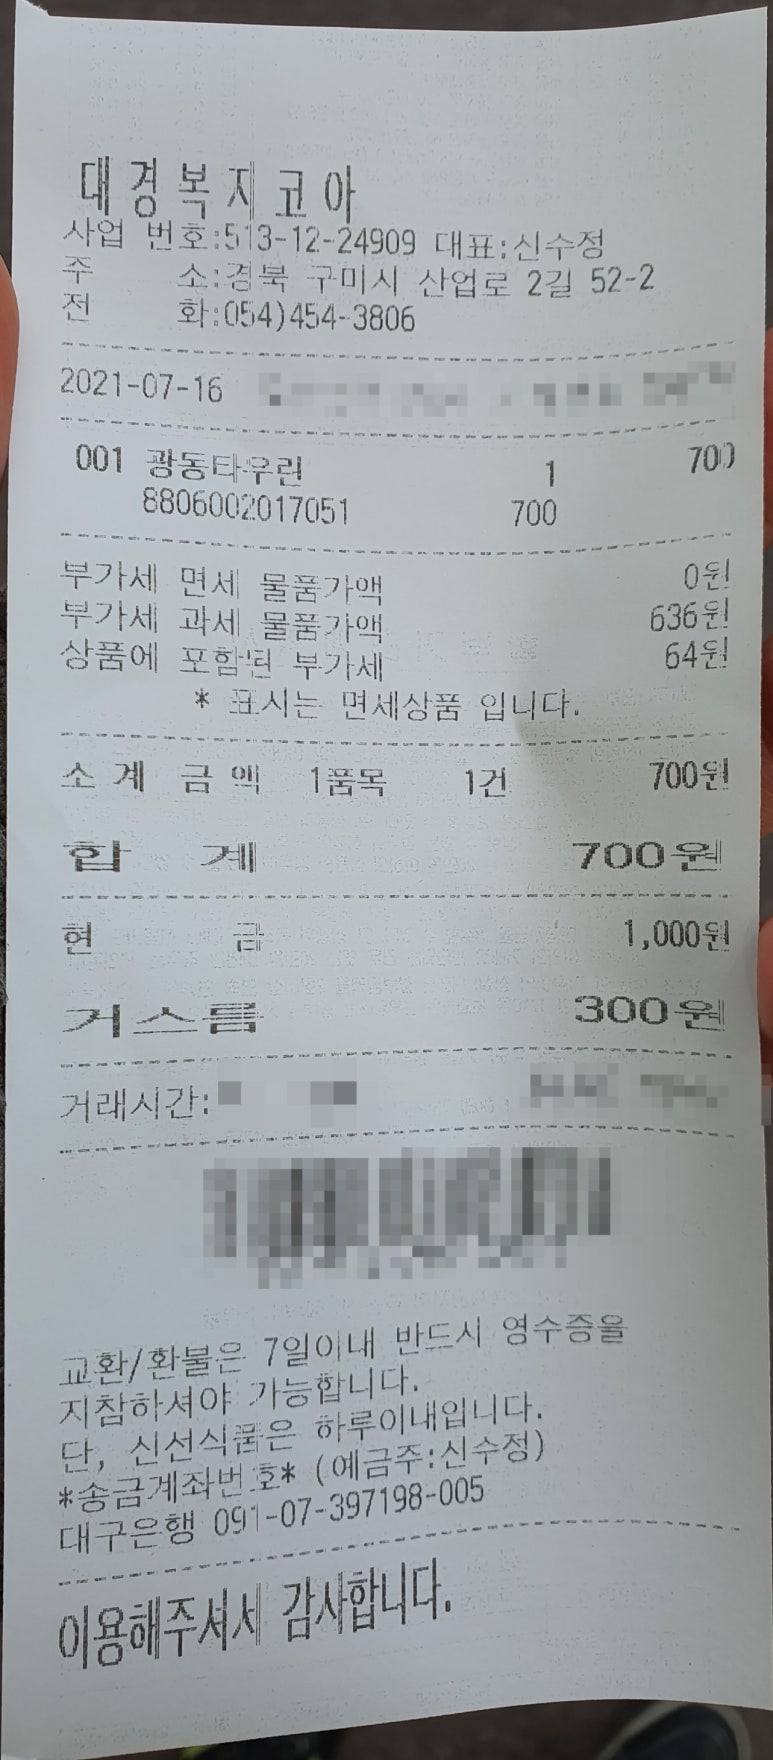 대경복지코아
사업 번호:513-12-24909 대표:신수정
주 소:경북 구미시 산업로 2길 52-2
전 화:054)454-3806
2021-07-16
001 광동타우린 1 700
8806002017051 700
부가세 면세 물품가액 0원
부가세 과세 물품가액 636원
상품에 포함된 부가세 64원
* 표시는 면세상품 입니다.
소 계 금 액 1품목 1건 700원
합 계 700원
현 금 1,000원
거스름 300원
거래시간:
교환/환불은 7일이내 반드시 영수증을
지참하셔야 가능합니다.
단, 신선식품은 하루이내입니다.
*송금계좌번호* (예금주:신수정)
대구은행 091-07-397198-005
이용해주셔서 감사합니다.